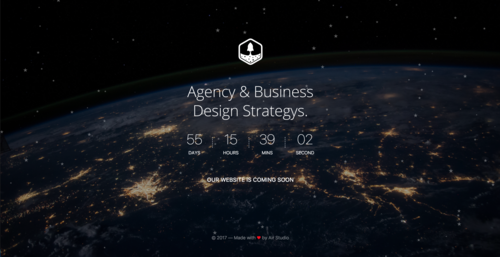 Agency & Business
Design Strategys.
55 : 15 : 39 : 02
DAYS HOURS MINS SECOND
OUR WEBSITE IS COMING SOON
© 2017 — Made with ❤ by Alt Studio